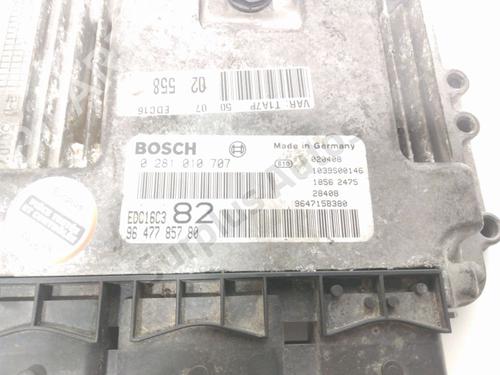 VAR: T1A7P 50 07 EDC16
02 558
BOSCH
Made in Germany
0 281 010 707
020408
1039S00146
1056 2475
28408
9647158380
EDC16C3 82
96 477 857 80